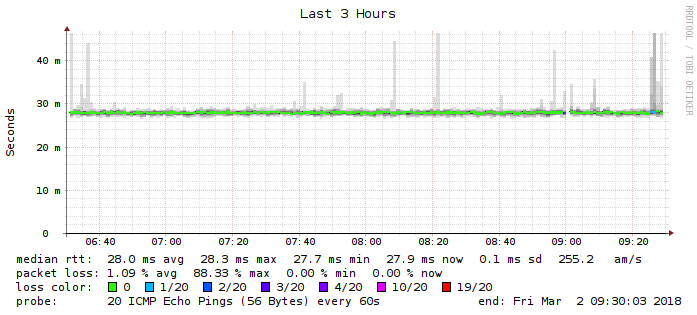 Last 3 Hours
RRDTOOL / TOBI OETIKER
Seconds
40 m
30 m
20 m
10 m
0
06:40 07:00 07:20 07:40 08:00 08:20 08:40 09:00 09:20
median rtt: 28.0 ms avg 28.3 ms max 27.7 ms min 27.9 ms now 0.1 ms sd 255.2 am/s
packet loss: 1.09 % avg 88.33 % max 0.00 % min 0.00 % now
loss color: 0 1/20 2/20 3/20 4/20 10/20 19/20
probe: 20 ICMP Echo Pings (56 Bytes) every 60s end: Fri Mar 2 09:30:03 2018